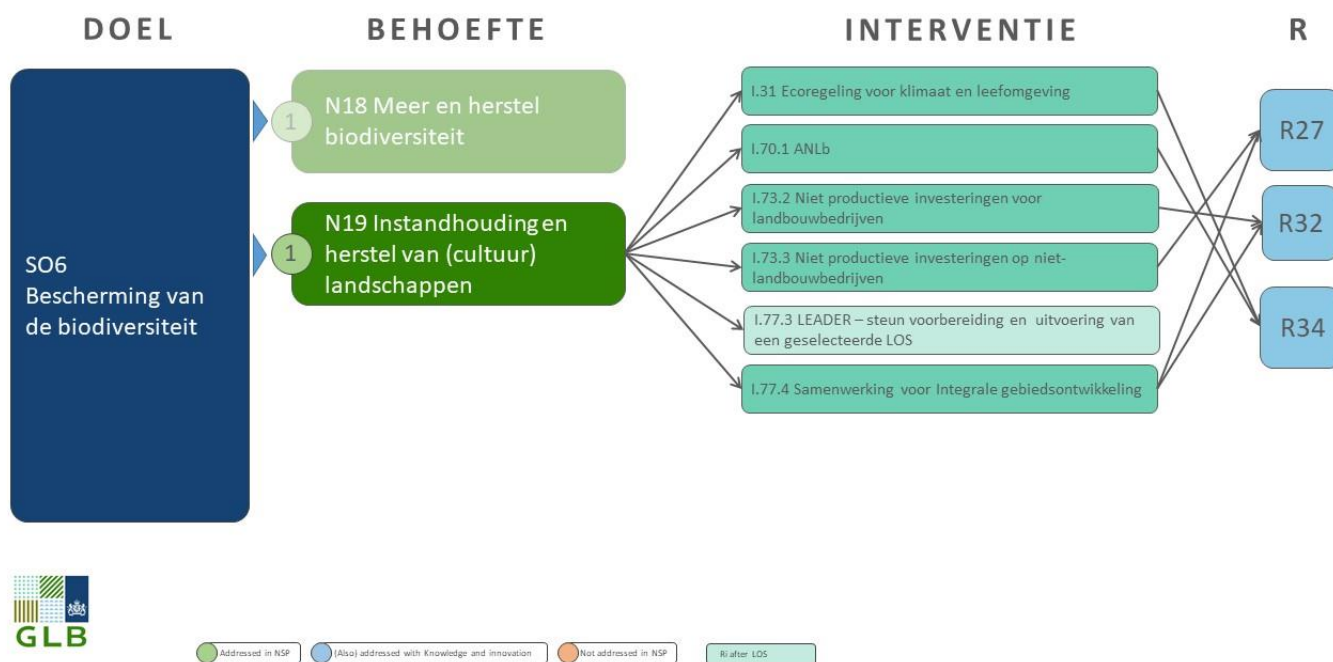 DOEL
BEHOEFTE
INTERVENTIE
R
SO6
Bescherming van
de biodiversiteit
1
N18 Meer en herstel
biodiversiteit
1
N19 Instandhouding en
herstel van (cultuur)
landschappen
I.31 Ecoregeling voor klimaat en leefomgeving
I.70.1 ANLb
I.73.2 Niet productieve investeringen voor
landbouwbedrijven
I.73.3 Niet productieve investeringen op niet-
landbouwbedrijven
I.77.3 LEADER – steun voorbereiding en uitvoering van
een geselecteerde LOS
I.77.4 Samenwerking voor Integrale gebiedsontwikkeling
R27
R32
R34
GLB
Addressed in NSP
(Also) addressed with Knowledge and innovation
Not addressed in NSP
Ri after LOS